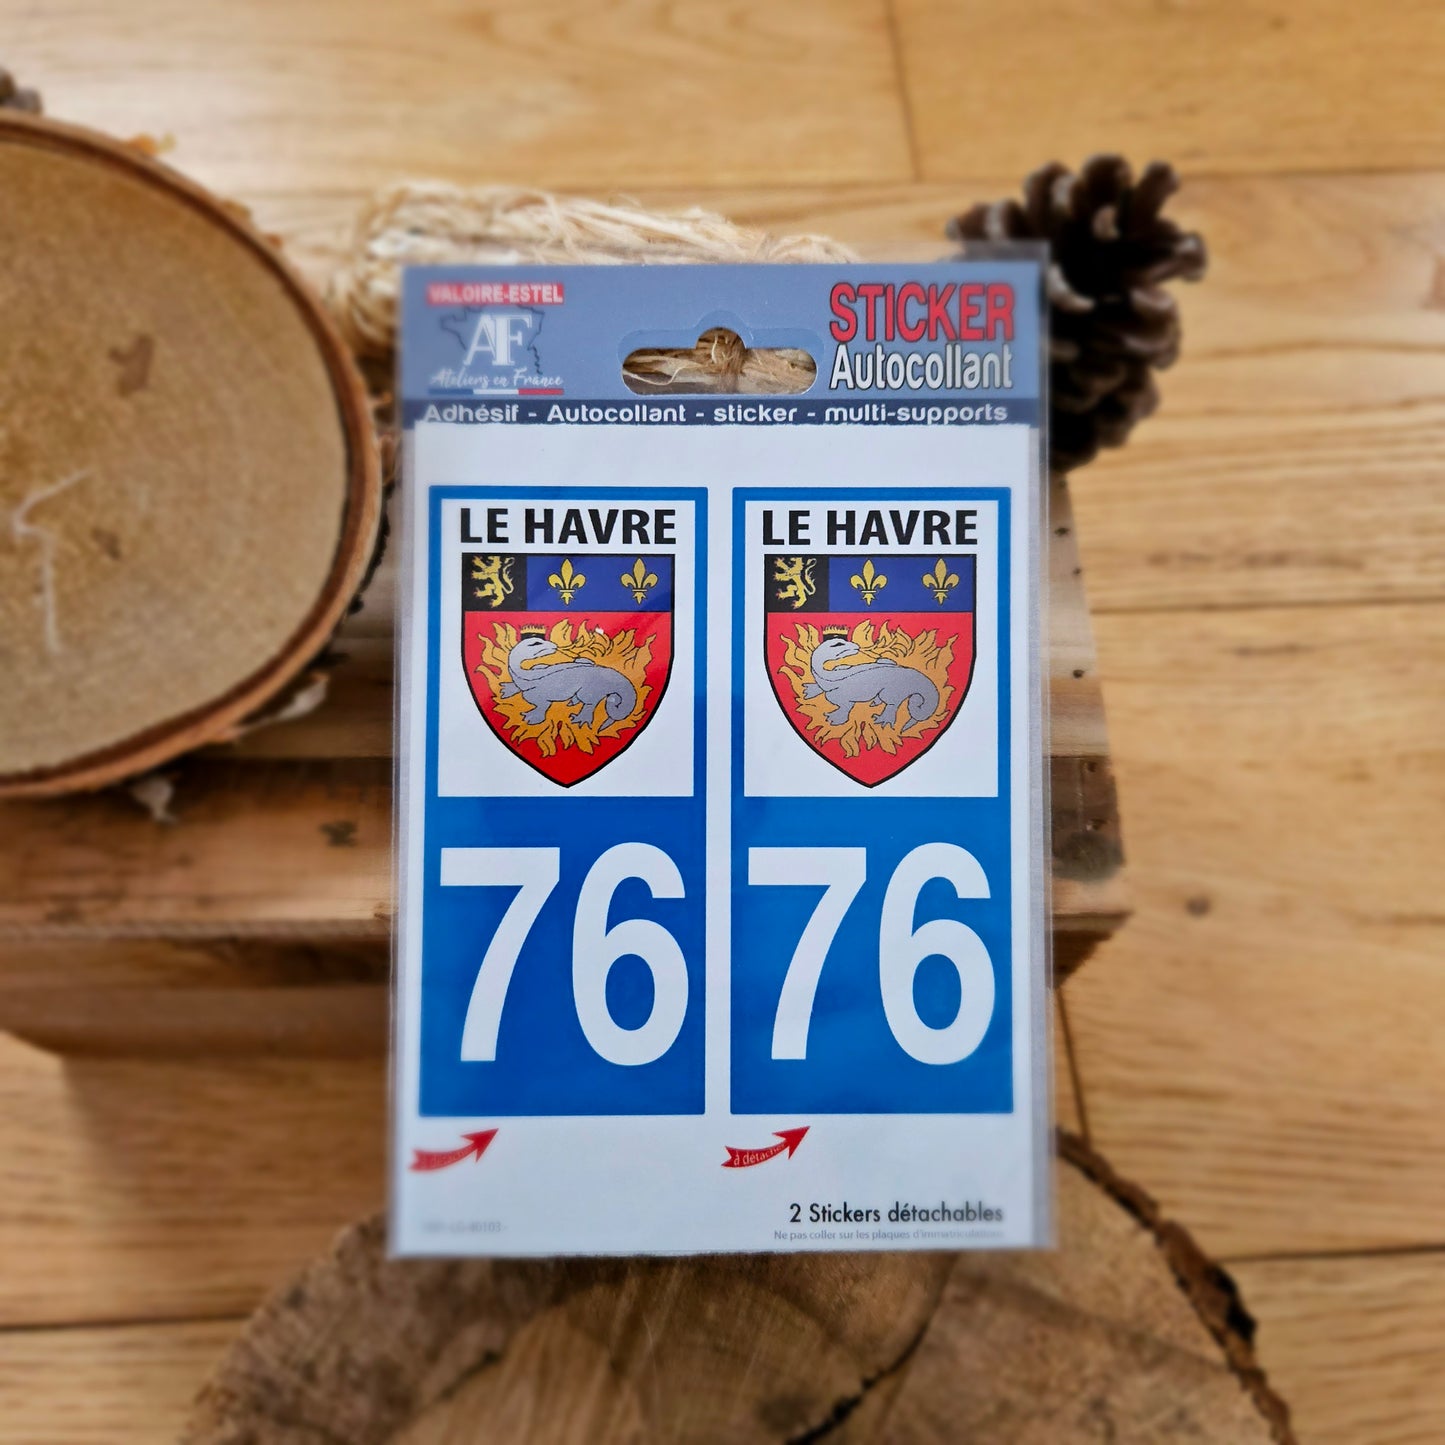 VALOIRE-ESTEL
AF
Ateliers en France
STICKER
Autocollant
Adhésif - Autocollant - sticker - multi-supports
LE HAVRE
76
LE HAVRE
76
à détacher
2 Stickers détachables
Ne pas coller sur les plaques d'immatriculations